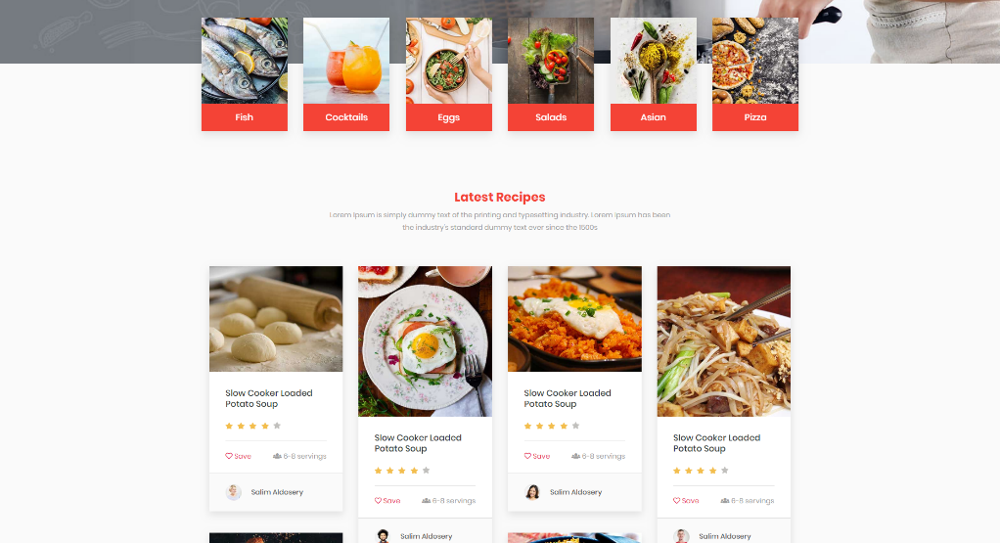 Fish
Cocktails
Eggs
Salads
Asian
Pizza
Latest Recipes
Lorem Ipsum is simply dummy text of the printing and typesetting industry. Lorem Ipsum has been
the industry's standard dummy text ever since the 1500s
Slow Cooker Loaded
Potato Soup
Save
6-8 servings
Salim Aldosery
Slow Cooker Loaded
Potato Soup
Save
6-8 servings
Salim Aldosery
Slow Cooker Loaded
Potato Soup
Save
6-8 servings
Salim Aldosery
Slow Cooker Loaded
Potato Soup
Save
6-8 servings
Salim Aldosery